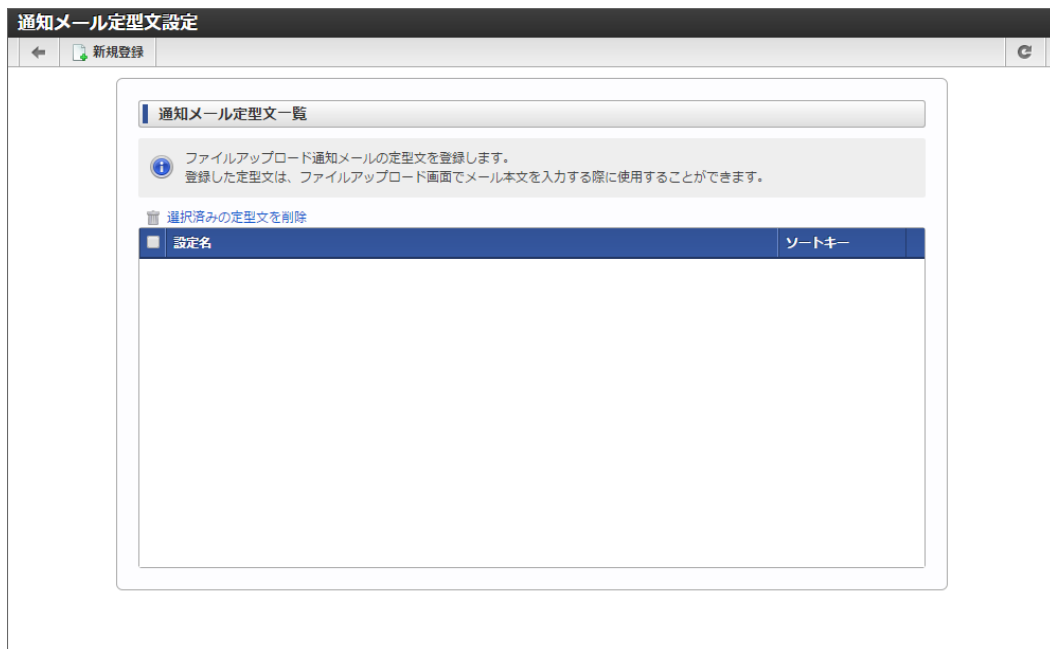 通知メール定型文設定
新規登録
通知メール定型文一覧
ファイルアップロード通知メールの定型文を登録します。
登録した定型文は、ファイルアップロード画面でメール本文を入力する際に使用することができます。
選択済みの定型文を削除
設定名 ソートキー